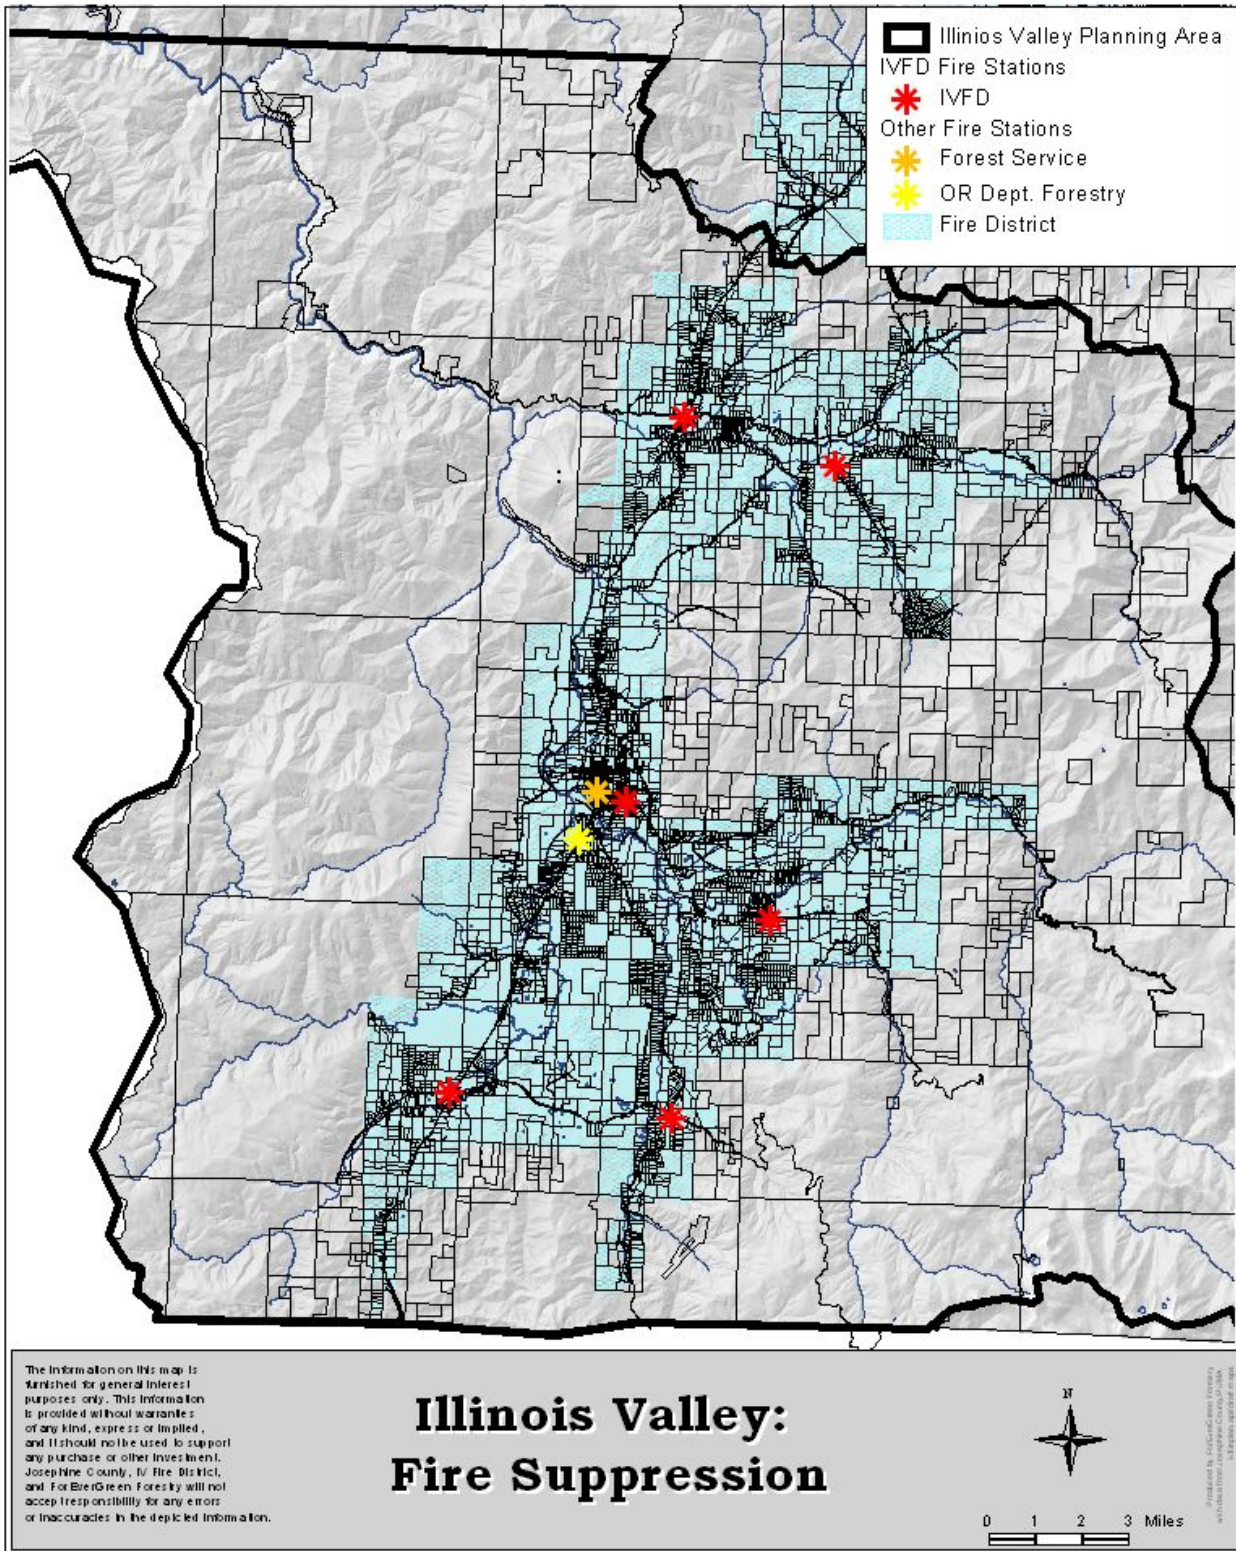 Illinios Valley Planning Area
IVFD Fire Stations
IVFD
Other Fire Stations
Forest Service
OR Dept. Forestry
Fire District
The information on this map is
furnished for general interest
purposes only. This information
is provided without warranties
of any kind, express or implied,
and it should not be used to support
any purchase or other investment.
Josephine County, IV Fire District,
and ForEverGreen Forestry will not
accept responsibility for any errors
or inaccuracies in the depicted information.
Illinois Valley:
Fire Suppression
N
0 1 2 3 Miles
Produced by ForEverGreen Forestry